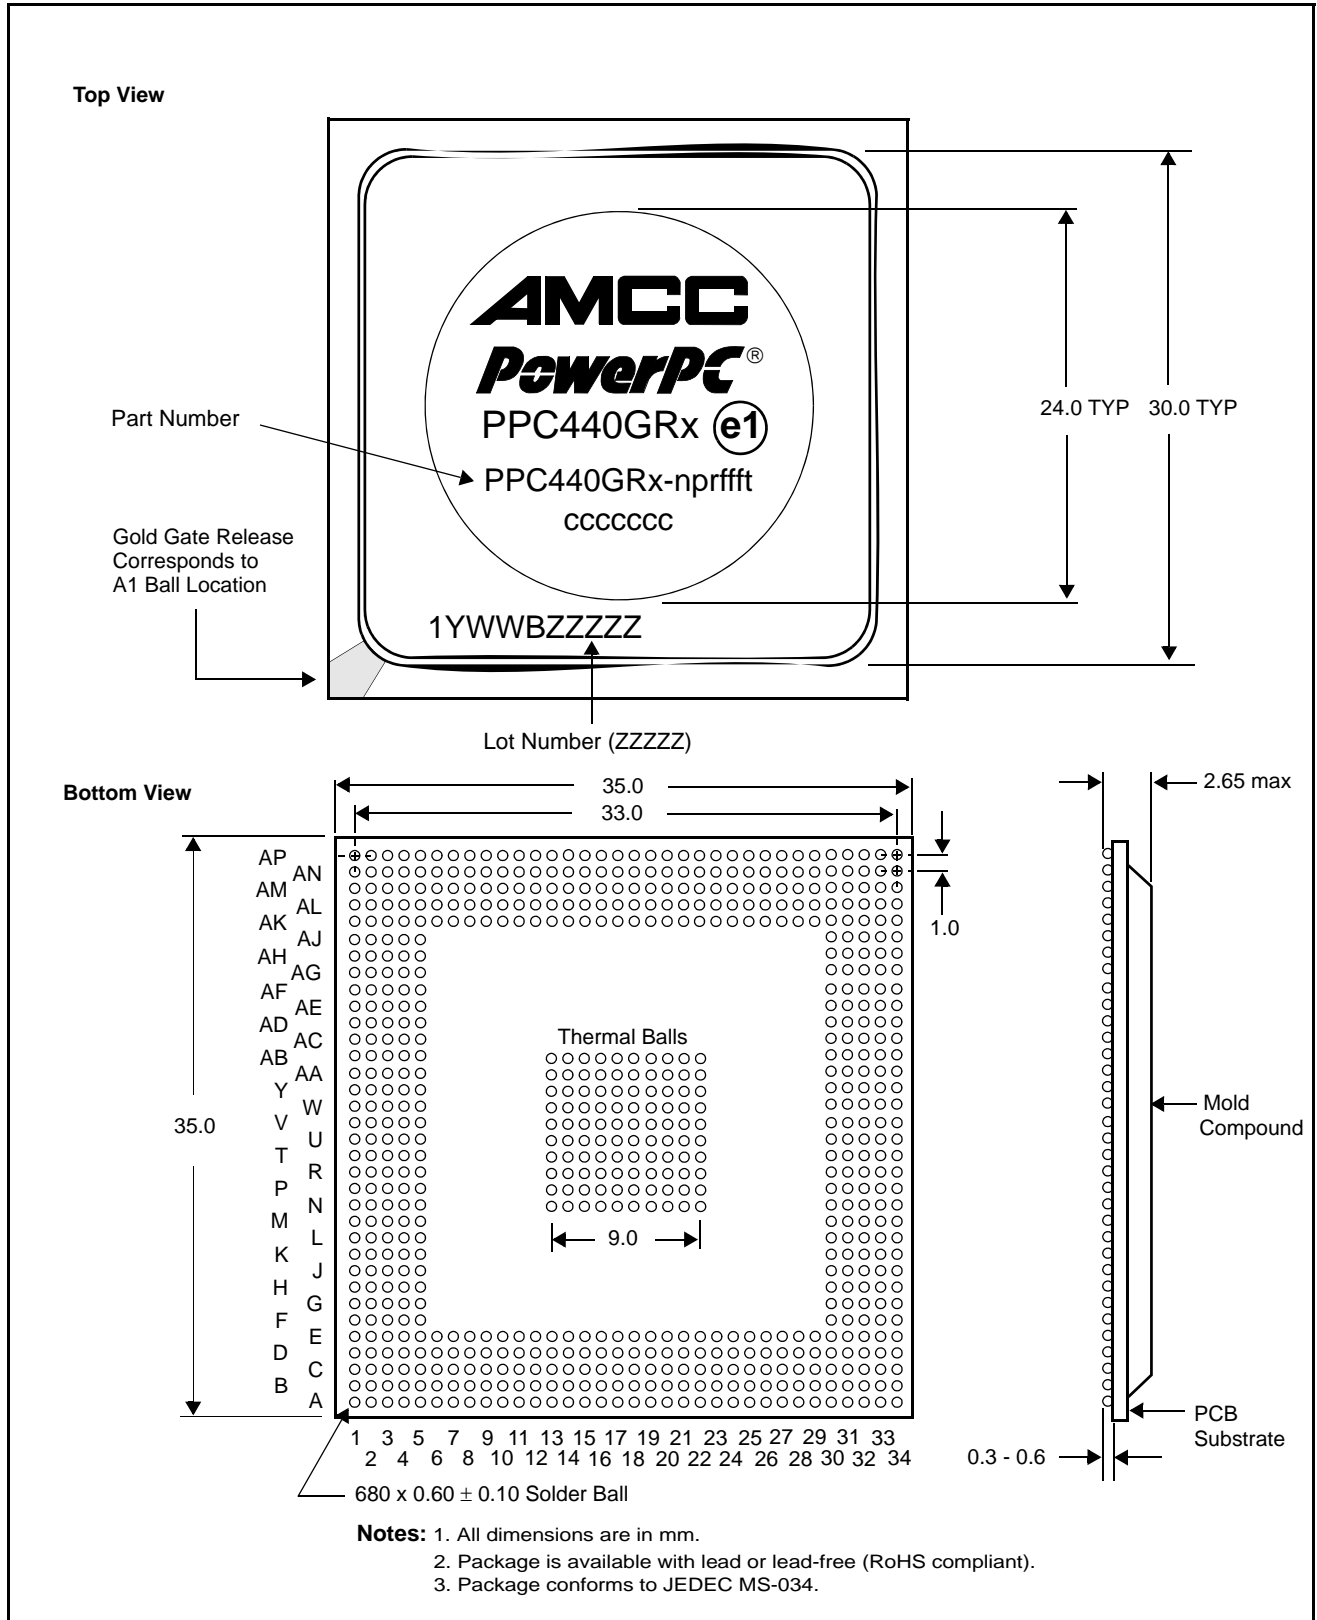 Top View
AMCC
PowerPC®
PPC440GRx e1
PPC440GRx-nprffft
ccccccc
1YWWBZZZZZ
Part Number
Gold Gate Release
Corresponds to
A1 Ball Location
24.0 TYP
30.0 TYP
Lot Number (ZZZZZ)
Bottom View
35.0
33.0
2.65 max
1.0
AP
AN
AM
AL
AK
AJ
AH
AG
AF
AE
AD
AC
AB
AA
Y
W
V
U
T
R
P
N
M
L
K
J
H
G
F
E
D
C
B
A
35.0
Thermal Balls
9.0
Mold
Compound
PCB
Substrate
0.3 - 0.6
1 3 5 7 9 11 13 15 17 19 21 23 25 27 29 31 33
2 4 6 8 10 12 14 16 18 20 22 24 26 28 30 32 34
680 x 0.60 ± 0.10 Solder Ball
Notes: 1. All dimensions are in mm.
2. Package is available with lead or lead-free (RoHS compliant).
3. Package conforms to JEDEC MS-034.